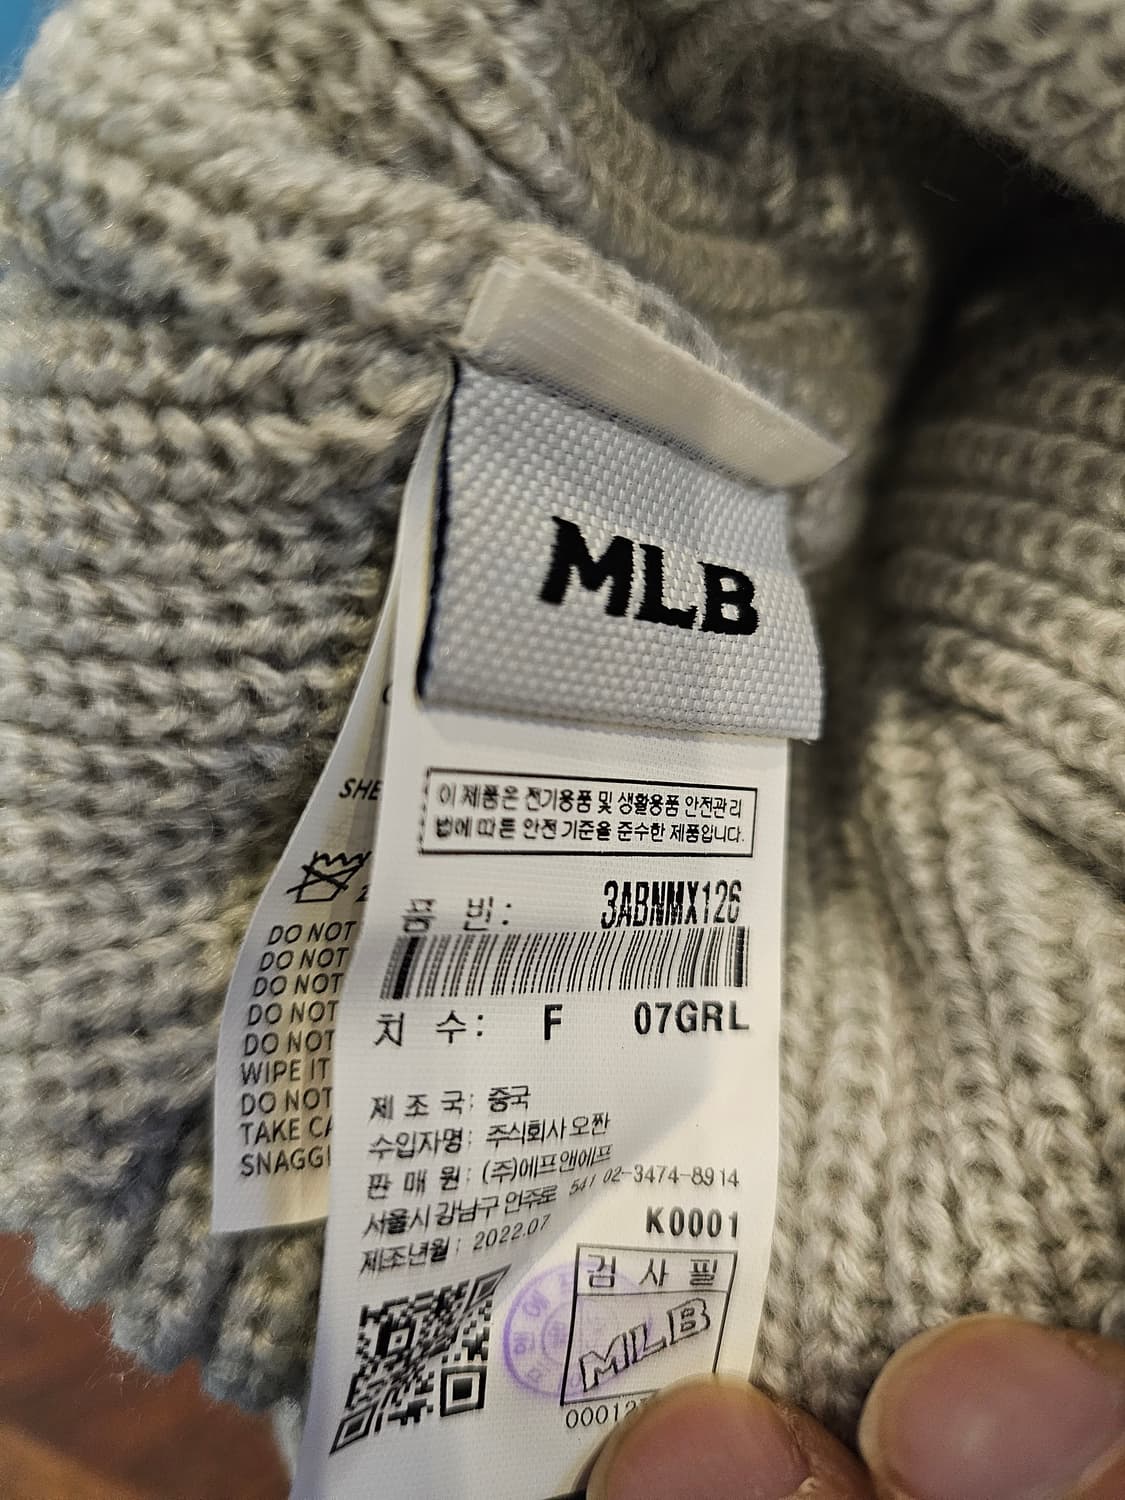 MLB
이 제품은 전기용품 및 생활용품 안전관리
법에 따른 안전기준을 준수한 제품입니다.
품 번: 3ABNMX126
치 수: F 07GRL
제 조 국: 중국
수입자명: 주식회사 오짠
판 매 원: (주)에프앤에프
서울시 강남구 언주로 541 02-3474-8914
제조년월: 2022.07
K0001
검 사 필
MLB
SHE
DO NOT
DO NOT
DO NOT
DO NOT
DO NOT
WIPE IT
DO NOT
TAKE CA
SNAGGI